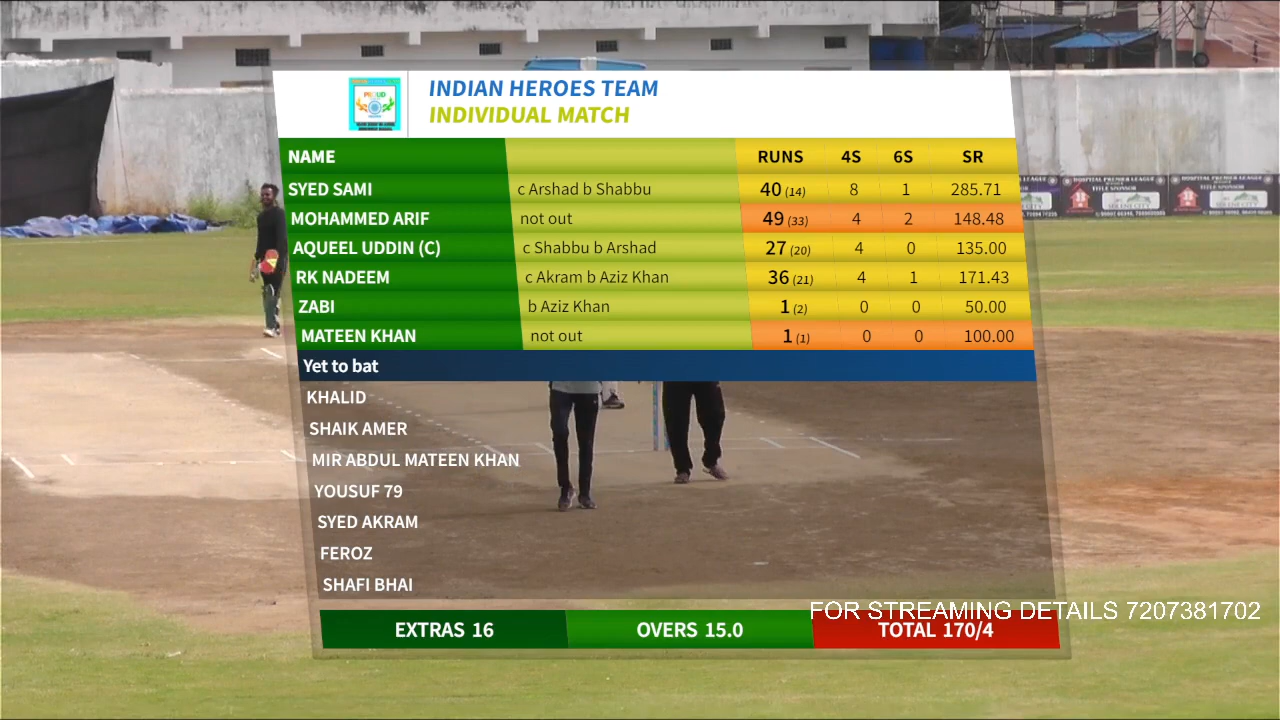 INDIAN HEROES TEAM
INDIVIDUAL MATCH
NAME RUNS 4S 6S SR
SYED SAMI c Arshad b Shabbu 40 (14) 8 1 285.71
MOHAMMED ARIF not out 49 (33) 4 2 148.48
AQUEEL UDDIN (C) c Shabbu b Arshad 27 (20) 4 0 135.00
RK NADEEM c Akram b Aziz Khan 36 (21) 4 1 171.43
ZABI b Aziz Khan 1 (2) 0 0 50.00
MATEEN KHAN not out 1 (1) 0 0 100.00
Yet to bat
KHALID
SHAIK AMER
MIR ABDUL MATEEN KHAN
YOUSUF 79
SYED AKRAM
FEROZ
SHAFI BHAI
FOR STREAMING DETAILS 7207381702
EXTRAS 16 OVERS 15.0 TOTAL 170/4